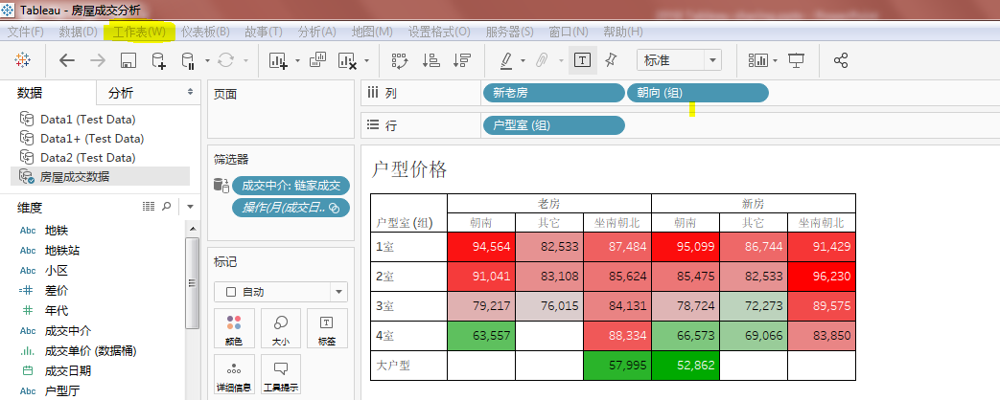 Tableau - 房屋成交分析
文件(F) 数据(D) 工作表(W) 仪表板(B) 故事(T) 分析(A) 地图(M) 设置格式(O) 服务器(S) 窗口(N) 帮助(H)
标准
数据 分析
Data1 (Test Data)
Data1+ (Test Data)
Data2 (Test Data)
房屋成交数据
维度
Abc 地铁
Abc 地铁站
Abc 小区
差价
年代
Abc 成交中介
成交单价 (数据桶)
成交日期
Abc 户型厅
页面
筛选器
成交中介: 链家成交
操作(月(成交日..
标记
自动
颜色 大小 标签
详细信息 工具提示
列 新老房 朝向 (组)
行 户型室 (组)
户型价格
老房 新房
户型室 (组) 朝南 其它 坐南朝北 朝南 其它 坐南朝北
1室 94,564 82,533 87,484 95,099 86,744 91,429
2室 91,041 83,108 85,624 85,475 82,533 96,230
3室 79,217 76,015 84,131 78,724 72,273 89,575
4室 63,557 88,334 66,573 69,066 83,850
大户型 57,995 52,862